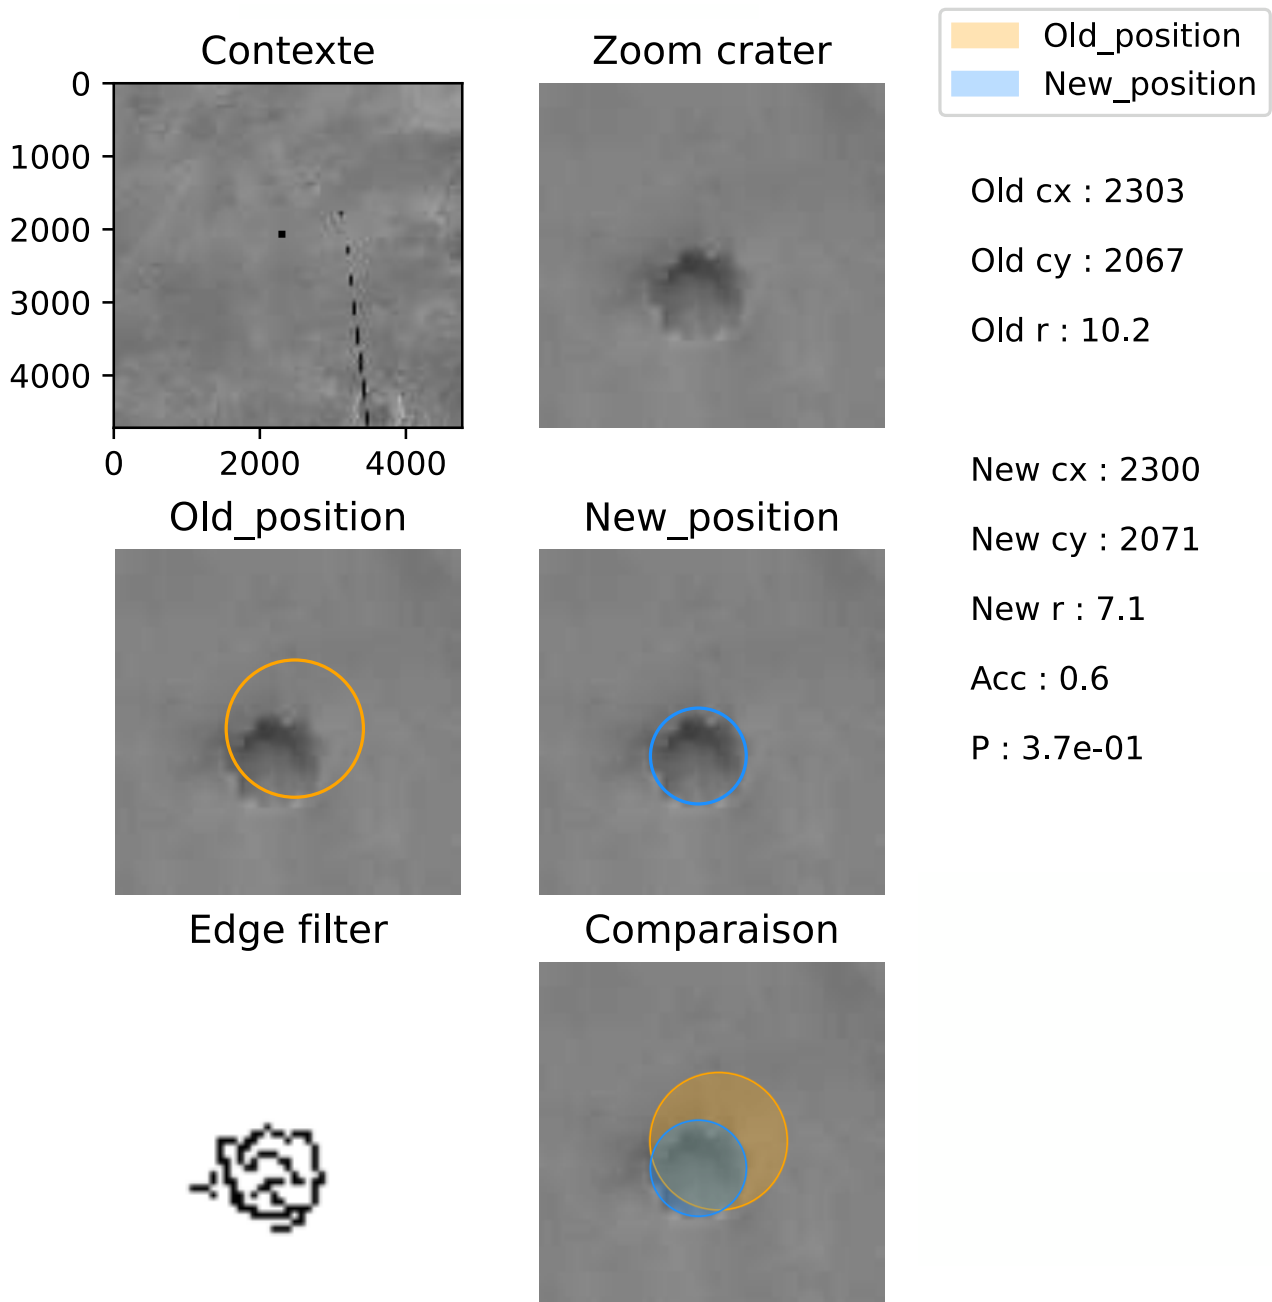 Contexte
0
1000
2000
3000
4000
0 2000 4000
Zoom crater
Old_position
New_position
Old cx : 2303
Old cy : 2067
Old r : 10.2
New cx : 2300
New cy : 2071
New r : 7.1
Acc : 0.6
P : 3.7e-01
Old_position
New_position
Edge filter
Comparaison